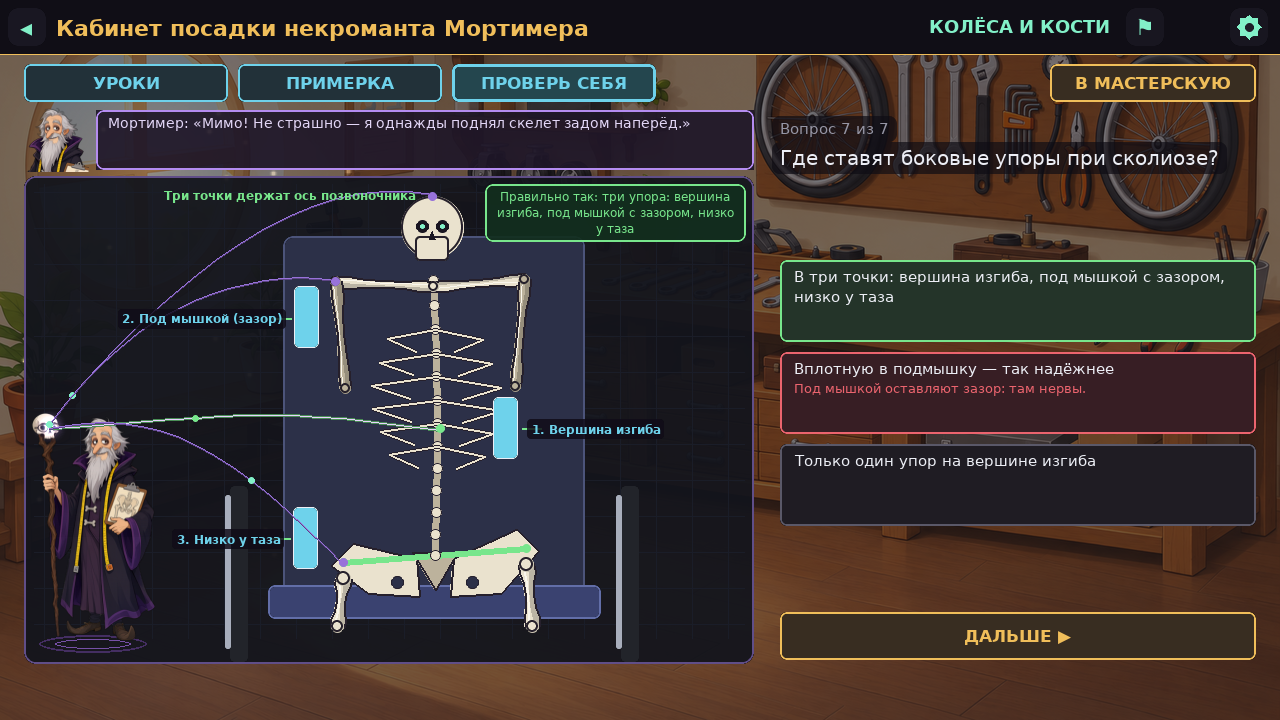 ◀ Кабинет посадки некроманта Мортимера
КОЛЁСА И КОСТИ
УРОКИ
ПРИМЕРКА
ПРОВЕРЬ СЕБЯ
В МАСТЕРСКУЮ
Мортимер: «Мимо! Не страшно — я однажды поднял скелет задом наперёд.»
Вопрос 7 из 7
Где ставят боковые упоры при сколиозе?
Три точки держат ось позвоночника
Правильно так: три упора: вершина
изгиба, под мышкой с зазором, низко
у таза
2. Под мышкой (зазор)
1. Вершина изгиба
3. Низко у таза
В три точки: вершина изгиба, под мышкой с зазором,
низко у таза
Вплотную в подмышку — так надёжнее
Под мышкой оставляют зазор: там нервы.
Только один упор на вершине изгиба
ДАЛЬШЕ ▶